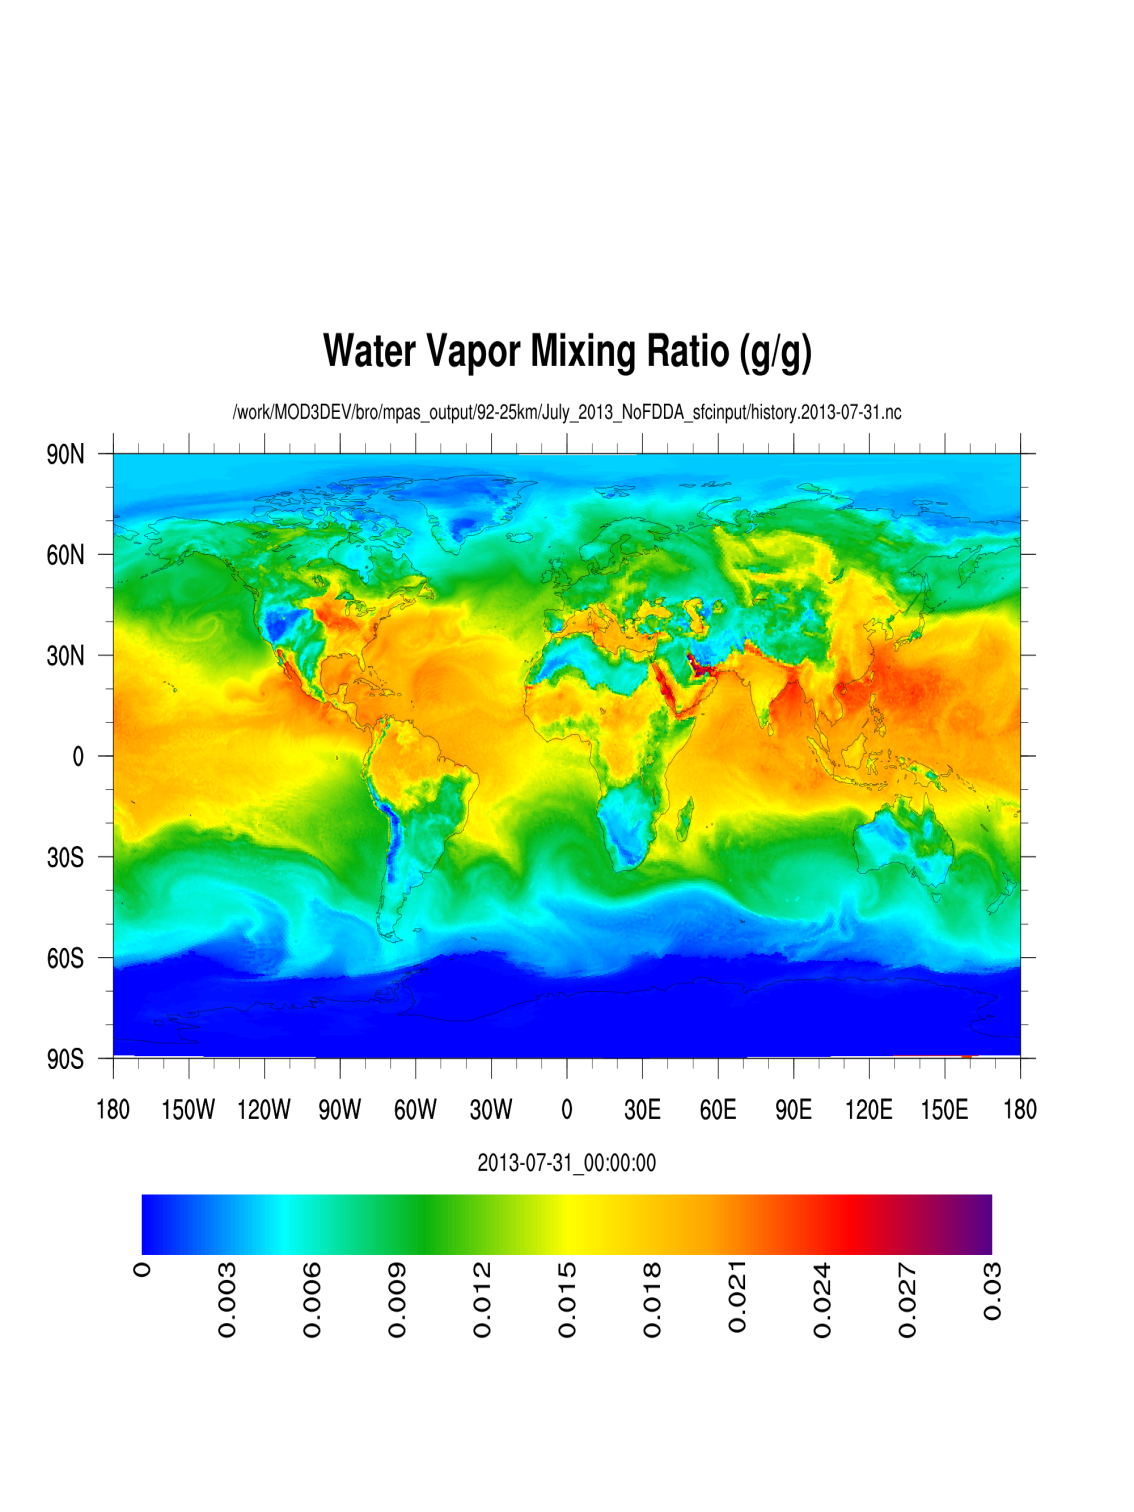 Water Vapor Mixing Ratio (g/g)
/work/MOD3DEV/bro/mpas_output/92-25km/July_2013_NoFDDA_sfcinput/history.2013-07-31.nc
90N
60N
30N
0
30S
60S
90S
180 150W 120W 90W 60W 30W 0 30E 60E 90E 120E 150E 180
2013-07-31_00:00:00
0 0.003 0.006 0.009 0.012 0.015 0.018 0.021 0.024 0.027 0.03